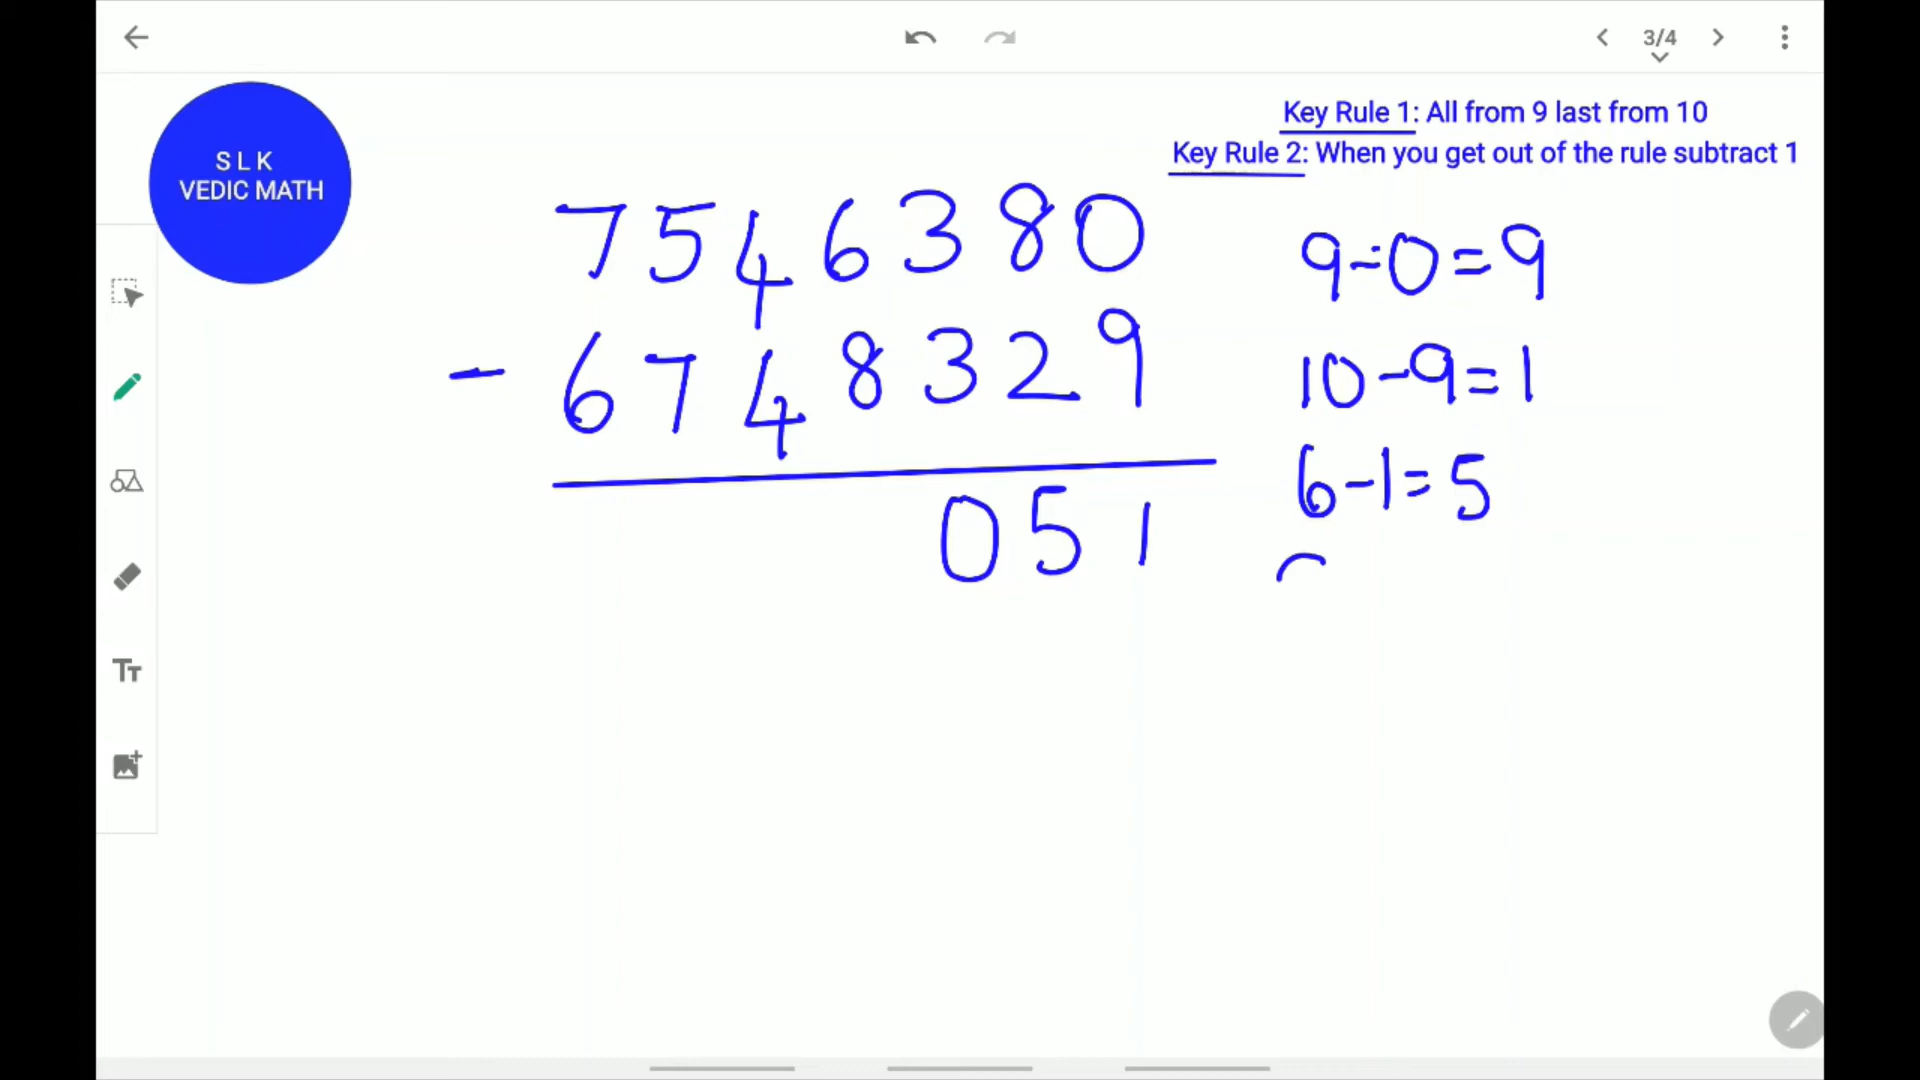 3/4
Key Rule 1: All from 9 last from 10
Key Rule 2: When you get out of the rule subtract 1
S L K
VEDIC MATH
7546380
- 6748329
051
9-0=9
10-9=1
6-1=5
Tт